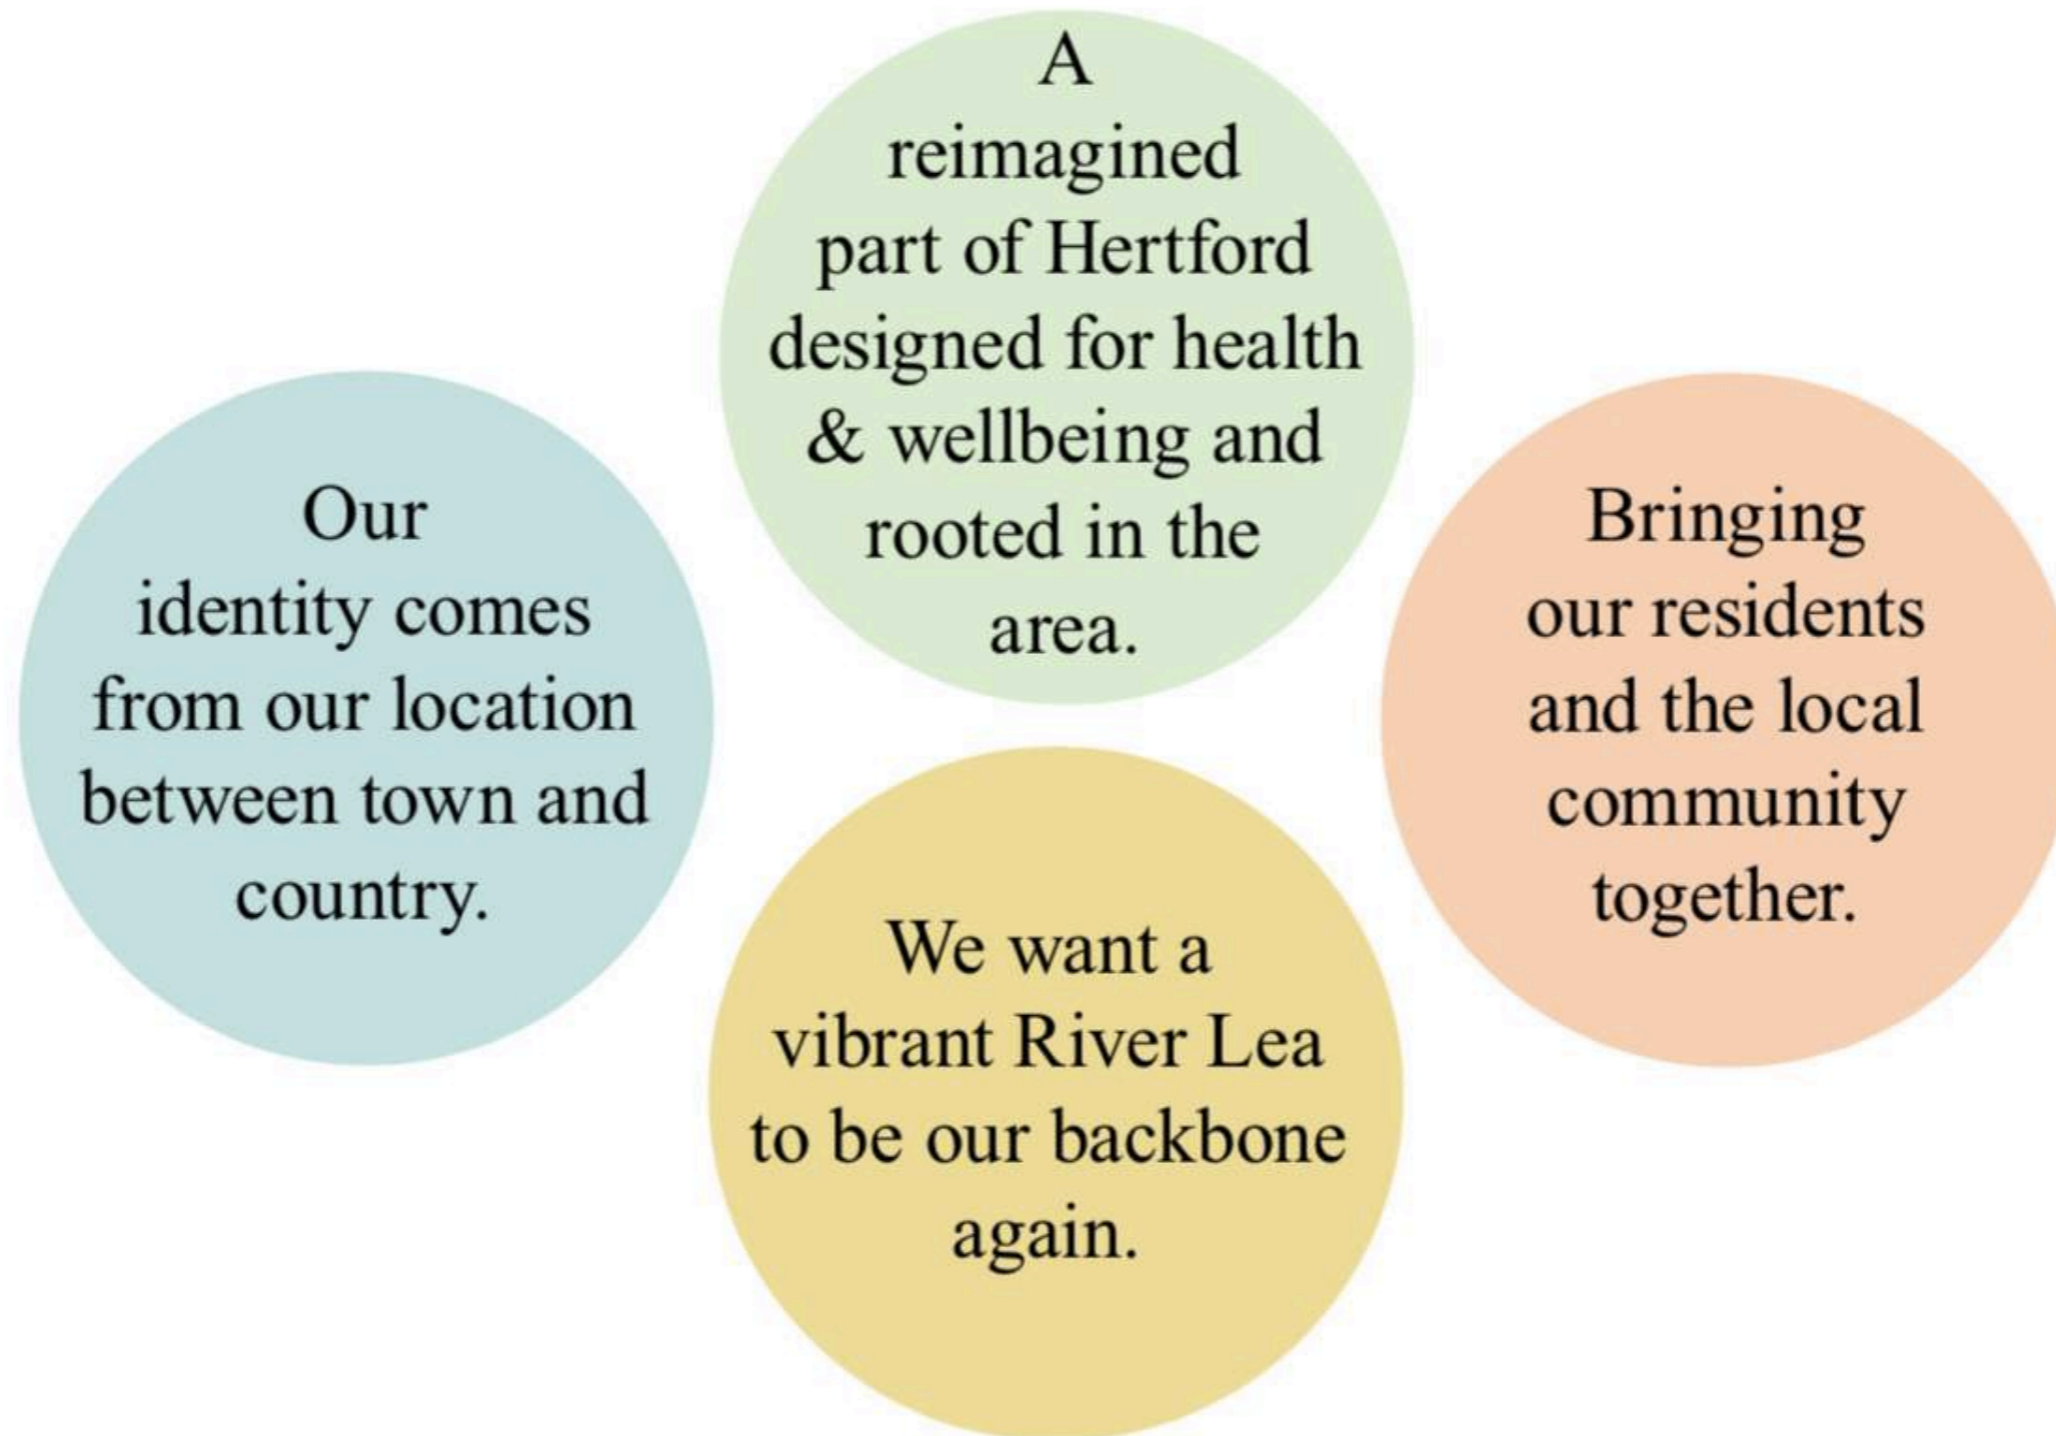 A
reimagined
part of Hertford
designed for health
& wellbeing and
rooted in the
area.
Our
identity comes
from our location
between town and
country.
Bringing
our residents
and the local
community
together.
We want a
vibrant River Lea
to be our backbone
again.